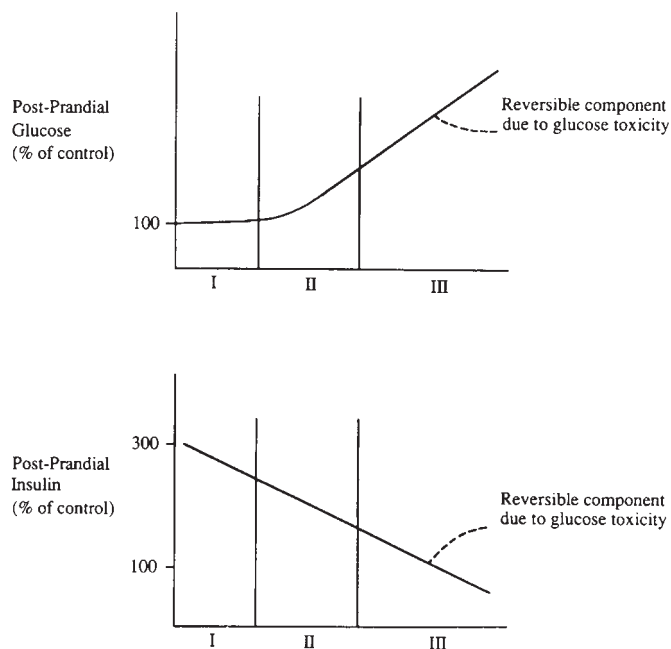 Post-Prandial
Glucose
(% of control)
100
Reversible component
due to glucose toxicity
I
II
III
Post-Prandial
Insulin
(% of control)
300
100
Reversible component
due to glucose toxicity
I
II
III